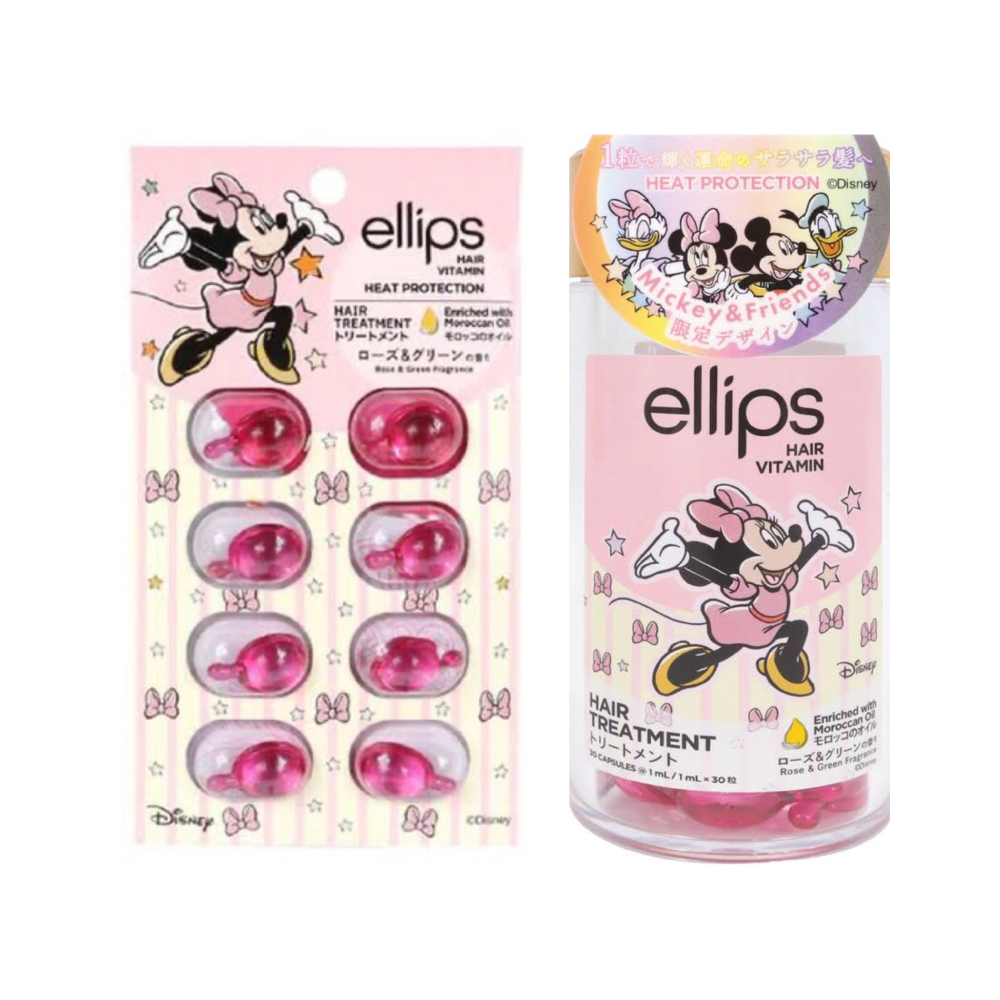 ellips
HAIR
VITAMIN
HEAT PROTECTION
HAIR
TREATMENT
トリートメント
Enriched with
Moroccan Oil
モロッコのオイル
ローズ&グリーンの香り
Rose & Green Fragrance
Disney
©Disney
1粒で輝く運命のサラサラ髪へ
HEAT PROTECTION ©Disney
Mickey&Friends
限定デザイン
ellips
HAIR
VITAMIN
Disney
HAIR
TREATMENT
トリートメント
30 CAPSULES @ 1 mL / 1 mL × 30 粒
Enriched with
Moroccan Oil
モロッコのオイル
ローズ&グリーンの香り
Rose & Green Fragrance
©Disney